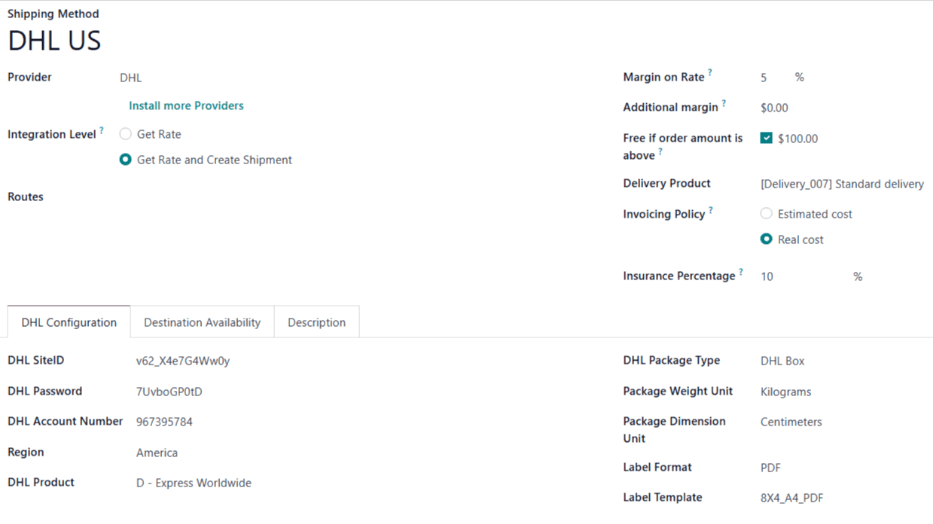 Shipping Method
DHL US
Provider DHL
Install more Providers
Integration Level ? Get Rate
Get Rate and Create Shipment
Routes
Margin on Rate ? 5 %
Additional margin ? $0.00
Free if order amount is
above ? $100.00
Delivery Product [Delivery_007] Standard delivery
Invoicing Policy ? Estimated cost
Real cost
Insurance Percentage ? 10 %
DHL Configuration Destination Availability Description
DHL SiteID v62_X4e7G4Ww0y
DHL Password 7UvboGP0tD
DHL Account Number 967395784
Region America
DHL Product D - Express Worldwide
DHL Package Type DHL Box
Package Weight Unit Kilograms
Package Dimension
Unit Centimeters
Label Format PDF
Label Template 8X4_A4_PDF